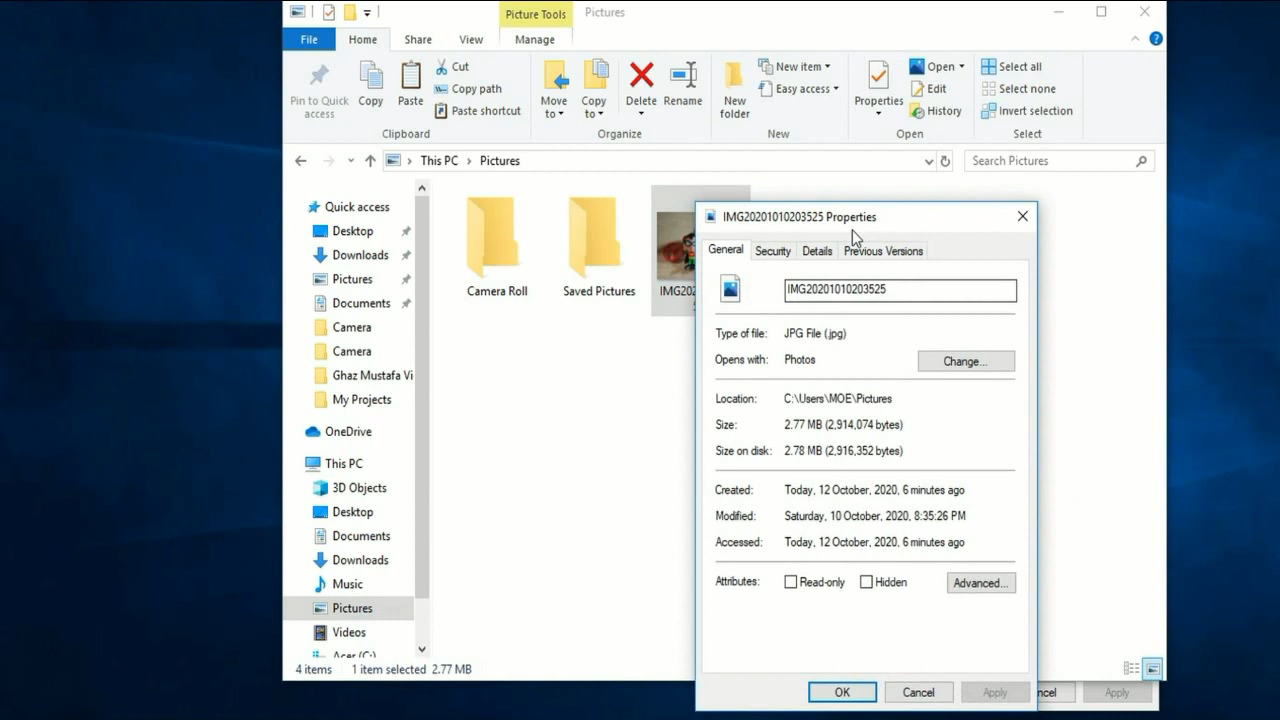 Picture Tools Pictures
File Home Share View Manage
Pin to Quick access
Copy
Paste
Cut
Copy path
Paste shortcut
Clipboard
Move to
Copy to
Delete
Rename
Organize
New folder
New item
Easy access
New
Properties
Open
Edit
History
Open
Select all
Select none
Invert selection
Select
This PC > Pictures
Search Pictures
Quick access
Desktop
Downloads
Pictures
Documents
Camera
Camera
Ghaz Mustafa Vi
My Projects
OneDrive
This PC
3D Objects
Desktop
Documents
Downloads
Music
Pictures
Videos
Acer (C:)
Camera Roll
Saved Pictures
IMG202
4 items 1 item selected 2.77 MB
IMG20201010203525 Properties
General Security Details Previous Versions
IMG20201010203525
Type of file: JPG File (.jpg)
Opens with: Photos Change...
Location: C:\Users\MOE\Pictures
Size: 2.77 MB (2,914,074 bytes)
Size on disk: 2.78 MB (2,916,352 bytes)
Created: Today, 12 October, 2020, 6 minutes ago
Modified: Saturday, 10 October, 2020, 8:35:26 PM
Accessed: Today, 12 October, 2020, 6 minutes ago
Attributes: Read-only Hidden Advanced...
OK Cancel Apply
ncel Apply